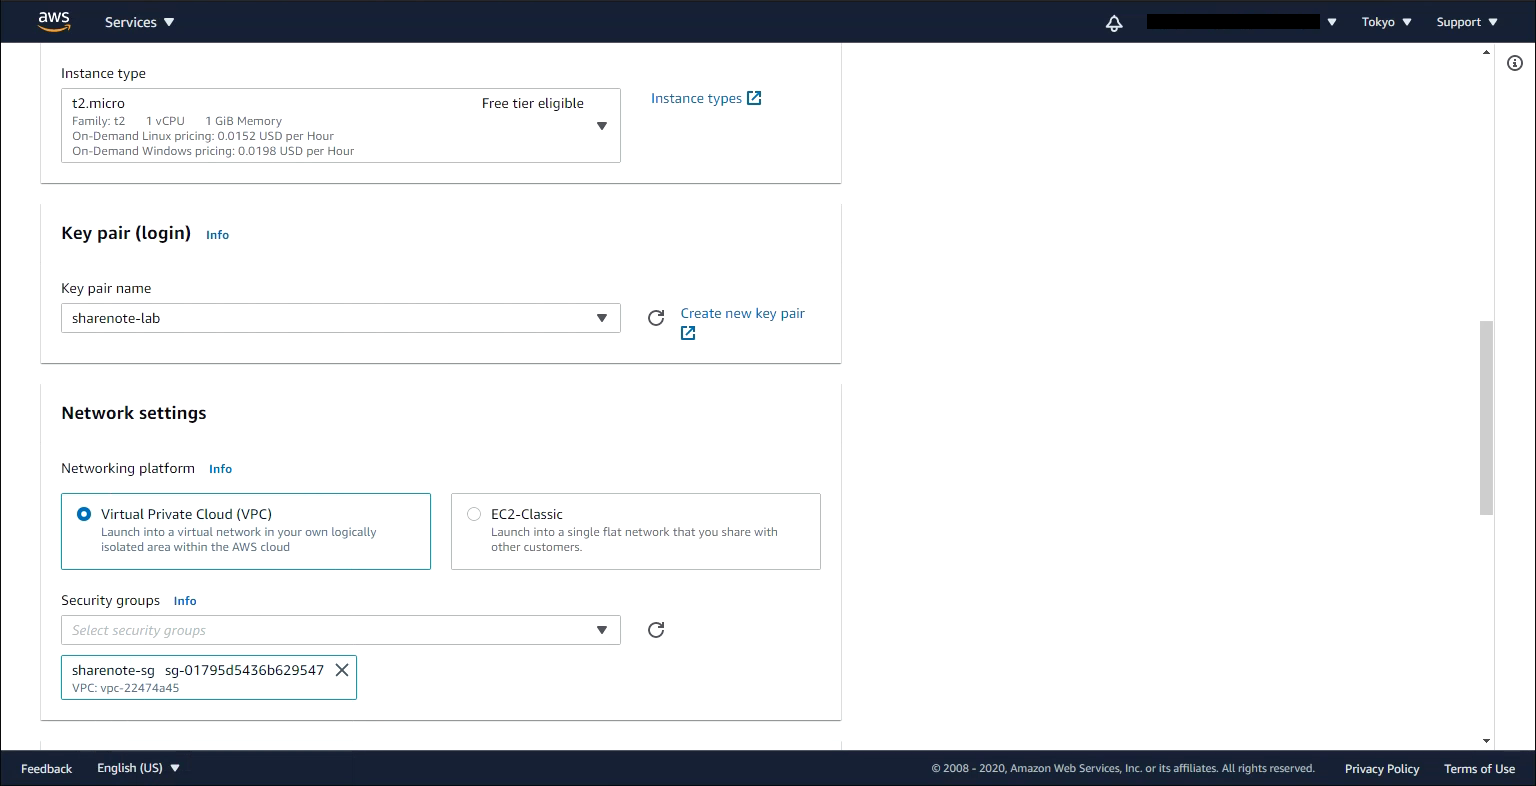 aws
Services
Tokyo
Support
Instance type
t2.micro
Free tier eligible
Family: t2 1 vCPU 1 GiB Memory
On-Demand Linux pricing: 0.0152 USD per Hour
On-Demand Windows pricing: 0.0198 USD per Hour
Instance types
Key pair (login) Info
Key pair name
sharenote-lab
Create new key pair
Network settings
Networking platform Info
Virtual Private Cloud (VPC)
Launch into a virtual network in your own logically
isolated area within the AWS cloud
EC2-Classic
Launch into a single flat network that you share with
other customers.
Security groups Info
Select security groups
sharenote-sg sg-01795d5436b629547
VPC: vpc-22474a45
Feedback
English (US)
© 2008 - 2020, Amazon Web Services, Inc. or its affiliates. All rights reserved.
Privacy Policy
Terms of Use